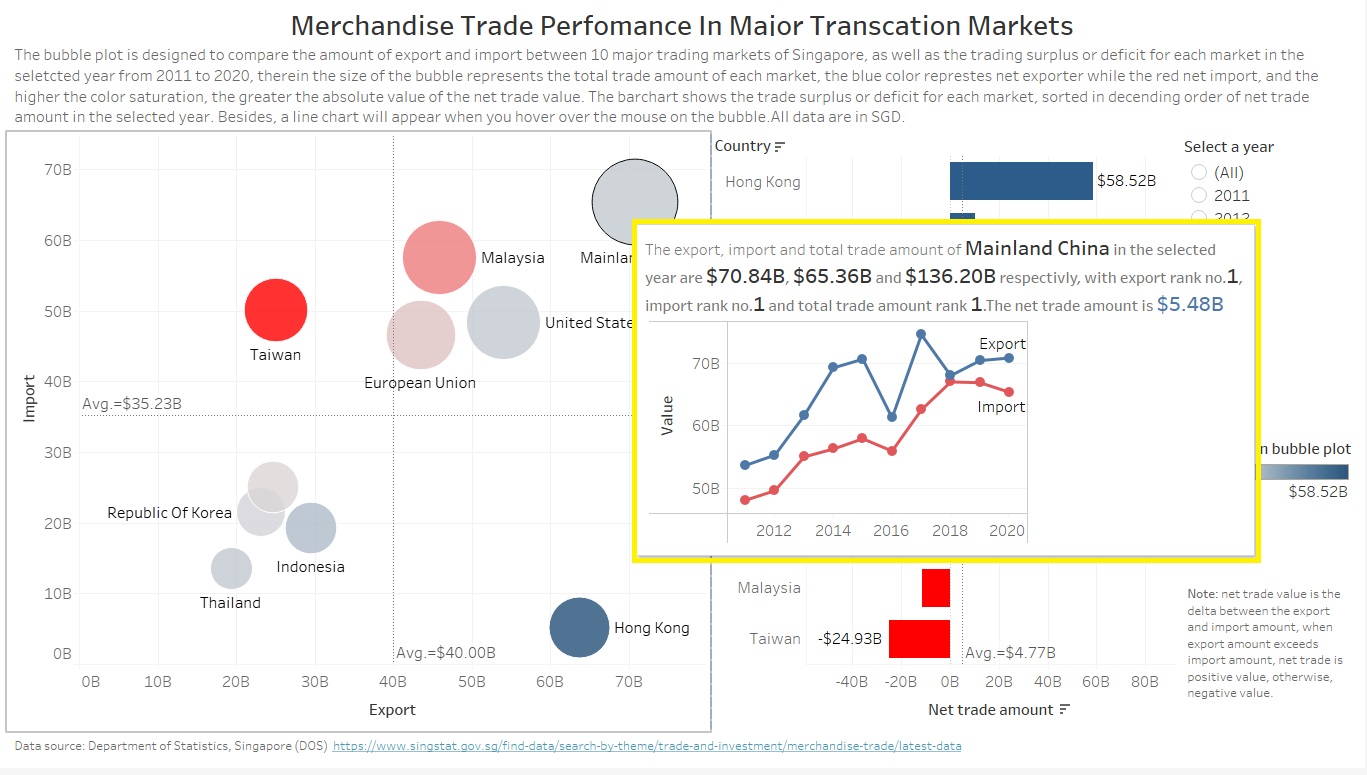 Merchandise Trade Perfomance In Major Transcation Markets
The bubble plot is designed to compare the amount of export and import between 10 major trading markets of Singapore, as well as the trading surplus or deficit for each market in the
seletcted year from 2011 to 2020, therein the size of the bubble represents the total trade amount of each market, the blue color represtes net exporter while the red net import, and the
higher the color saturation, the greater the absolute value of the net trade value. The barchart shows the trade surplus or deficit for each market, sorted in decending order of net trade
amount in the selected year. Besides, a line chart will appear when you hover over the mouse on the bubble.All data are in SGD.
70B
60B
50B
40B
30B
20B
10B
0B
Import
Avg.=$35.23B
Malaysia
Taiwan
European Union
Republic Of Korea
Indonesia
Thailand
Hong Kong
Avg.=$40.00B
0B 10B 20B 30B 40B 50B 60B 70B
Export
Country
Hong Kong
$58.52B
Select a year
(All)
2011
2012
The export, import and total trade amount of Mainland China in the selected
year are $70.84B, $65.36B and $136.20B respectivly, with export rank no.1,
import rank no.1 and total trade amount rank 1.The net trade amount is $5.48B
70B
60B
50B
Value
Export
Import
2012 2014 2016 2018 2020
United State
bubble plot
$58.52B
Malaysia
Taiwan
-$24.93B
Avg.=$4.77B
-40B -20B 0B 20B 40B 60B 80B
Net trade amount
Note: net trade value is the
delta between the export
and import amount, when
export amount exceeds
import amount, net trade is
positive value, otherwise,
negative value.
Data source: Department of Statistics, Singapore (DOS) https://www.singstat.gov.sg/find-data/search-by-theme/trade-and-investment/merchandise-trade/latest-data